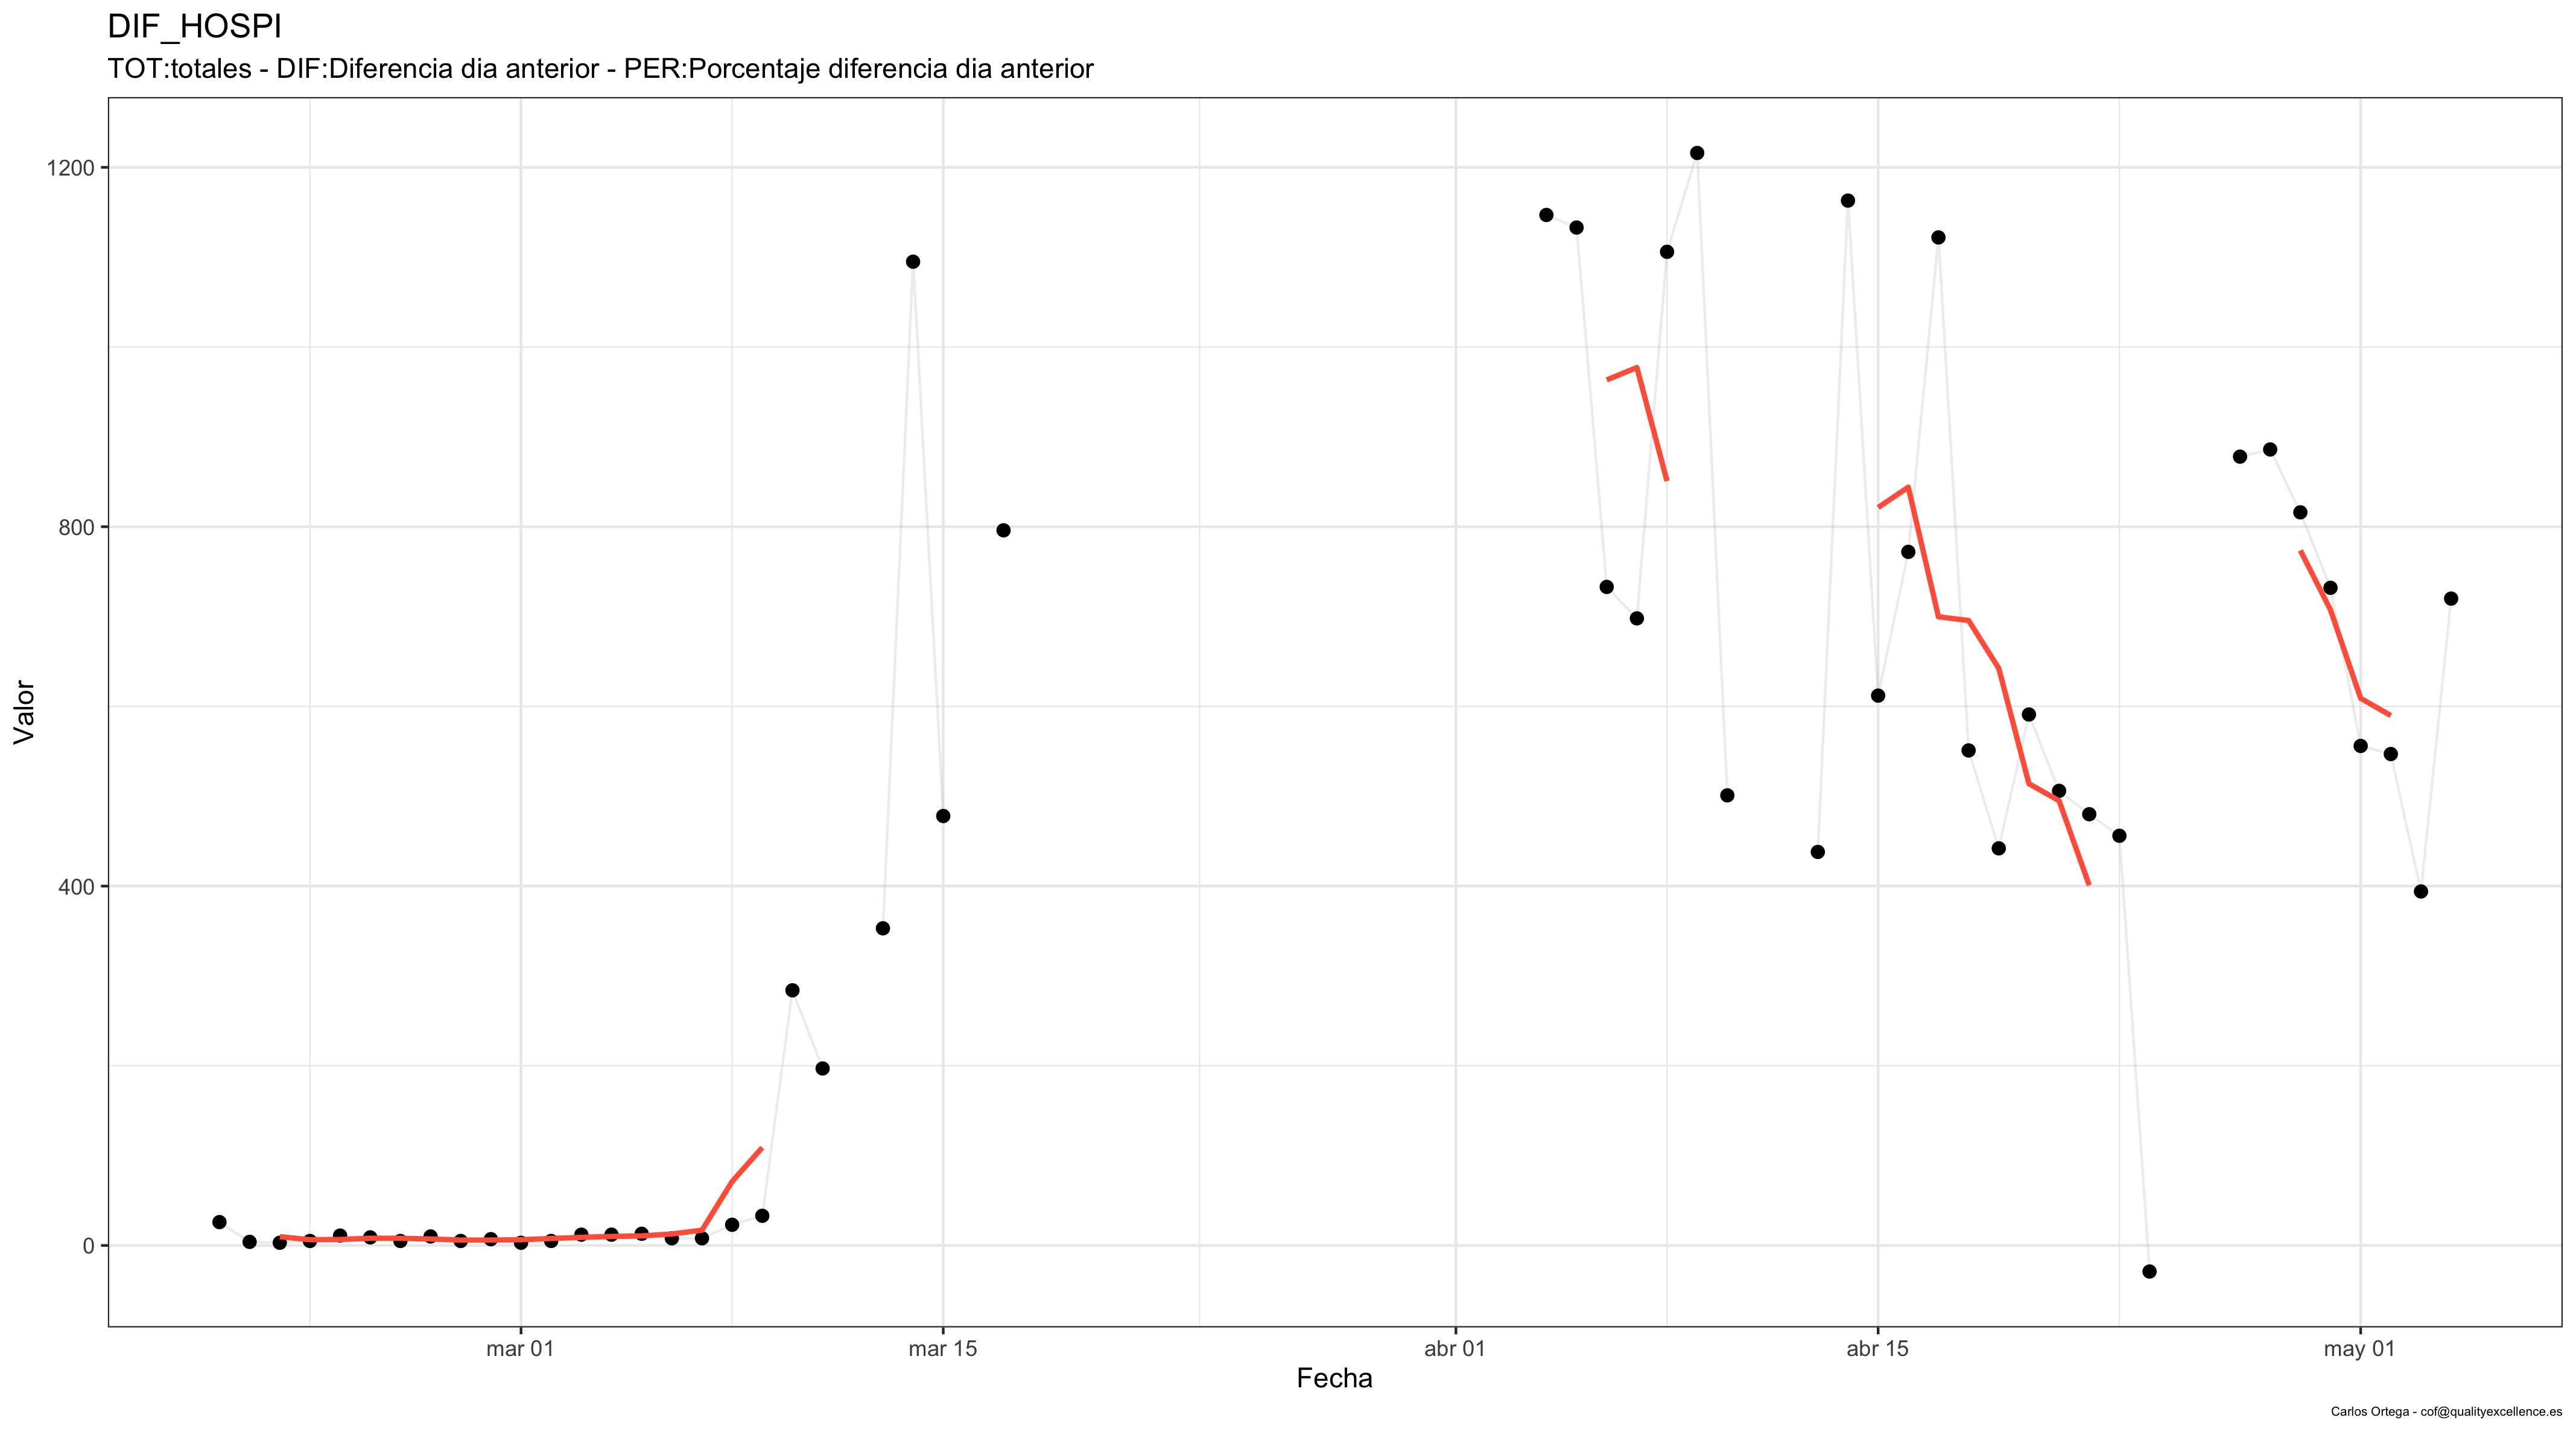 DIF_HOSPI
TOT:totales - DIF:Diferencia dia anterior - PER:Porcentaje diferencia dia anterior
Valor
1200
800
400
0
mar 01
mar 15
abr 01
abr 15
may 01
Fecha
Carlos Ortega - cof@qualityexcellence.es